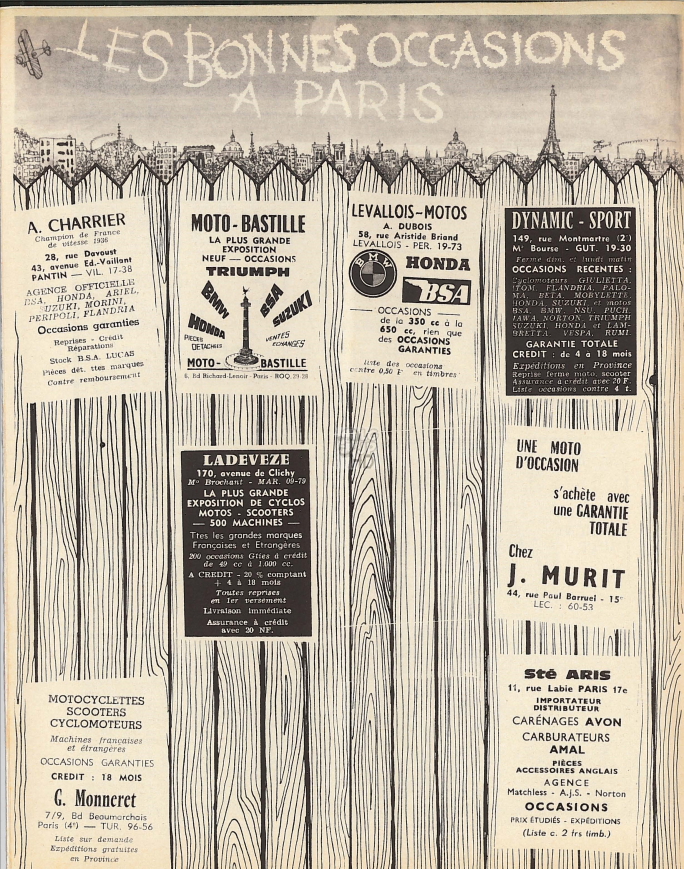 LES BONNES OCCASIONS
A PARIS
A. CHARRIER
Champion de France
de vitesse 1936
28, rue Davoust
43, avenue Ed.-Vaillant
PANTIN — VIL. 17-38
AGENCE OFFICIELLE
BSA, HONDA, ARIEL,
SUZUKI, MORINI,
PERIPOLI, FLANDRIA
Occasions garanties
Reprises - Crédit
Réparations
Stock B.S.A. LUCAS
Pièces dét. ttes marques
Contre remboursement
MOTO - BASTILLE
LA PLUS GRANDE
EXPOSITION
NEUF — OCCASIONS
TRIUMPH
BMW
BSA
HONDA
SUZUKI
PIECES
DETACHEES
VENTES
ECHANGES
MOTO - BASTILLE
6, Bd Richard-Lenoir - Paris - ROQ. 29-28
LEVALLOIS-MOTOS
A. DUBOIS
58, rue Aristide Briand
LEVALLOIS - PER. 19-73
BMW
HONDA
BSA
OCCASIONS
de la 350 cc à la
650 cc, rien que
des OCCASIONS
GARANTIES
Liste des occasions
contre 0,50 F en timbres
DYNAMIC - SPORT
149, rue Montmartre (2e)
Mo Bourse - GUT. 19-30
Ferme dim. et lundi matin
OCCASIONS RECENTES :
Cyclomoteurs GIULIETTA,
ITOM, FLANDRIA, PALO-
MA, BETA, MOBYLETTE,
HONDA, SUZUKI et motos
BSA, BMW, NSU, PUCH,
JAWA, NORTON, TRIUMPH
SUZUKI, HONDA et LAM-
BRETTA, VESPA, RUMI
GARANTIE TOTALE
CREDIT : de 4 à 18 mois
Expéditions en Province
Reprise ferme moto, scooter
Assurance à crédit avec 20 F.
Liste occasions contre 4 t.
LADEVEZE
170, avenue de Clichy
Mo Brochant - MAR. 09-79
LA PLUS GRANDE
EXPOSITION DE CYCLOS
MOTOS - SCOOTERS
— 500 MACHINES —
Ttes les grandes marques
Françaises et Etrangères
200 occasions Gties à crédit
de 49 cc à 1.000 cc.
A CREDIT - 20 % comptant
+ 4 à 18 mois
Toutes reprises
en 1er versement
Livraison immédiate
Assurance à crédit
avec 20 NF.
UNE MOTO
D'OCCASION
s'achète avec
une GARANTIE
TOTALE
Chez
J. MURIT
44, rue Paul Barruel - 15e
LEC. : 60-53
MOTOCYCLETTES
SCOOTERS
CYCLOMOTEURS
Machines françaises
et étrangères
OCCASIONS GARANTIES
CREDIT : 18 MOIS
G. Monneret
7/9, Bd Beaumarchais
Paris (4e) — TUR. 96-56
Liste sur demande
Expéditions gratuites
en Province
Sté ARIS
11, rue Labie PARIS 17e
IMPORTATEUR
DISTRIBUTEUR
CARÉNAGES AVON
CARBURATEURS
AMAL
PIÈCES
ACCESSOIRES ANGLAIS
AGENCE
Matchless - A.J.S. - Norton
OCCASIONS
PRIX ÉTUDIÉS - EXPÉDITIONS
(Liste c. 2 frs timb.)